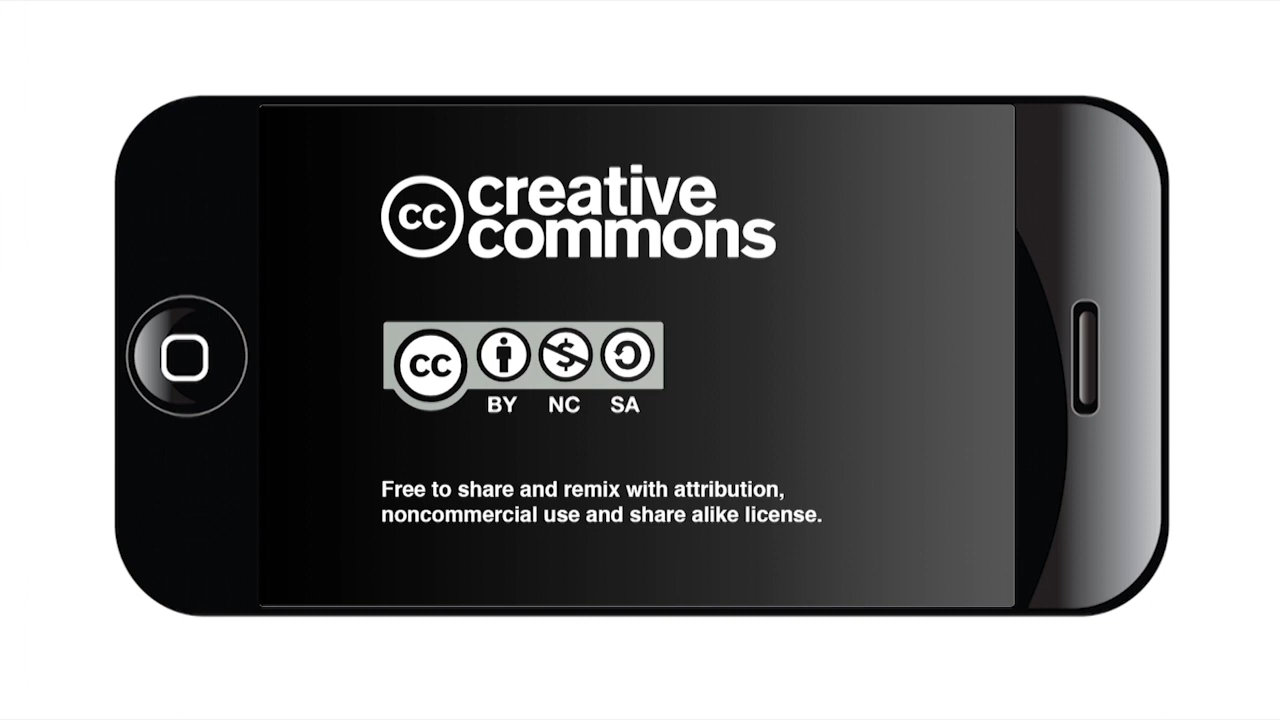 cc creative
commons
cc
BY NC SA
Free to share and remix with attribution,
noncommercial use and share alike license.